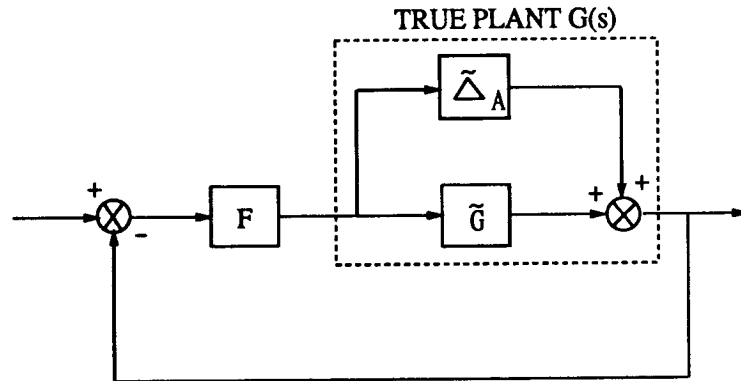 TRUE PLANT G(s)
Δ̃ A
+
-
F
G̃
+
+